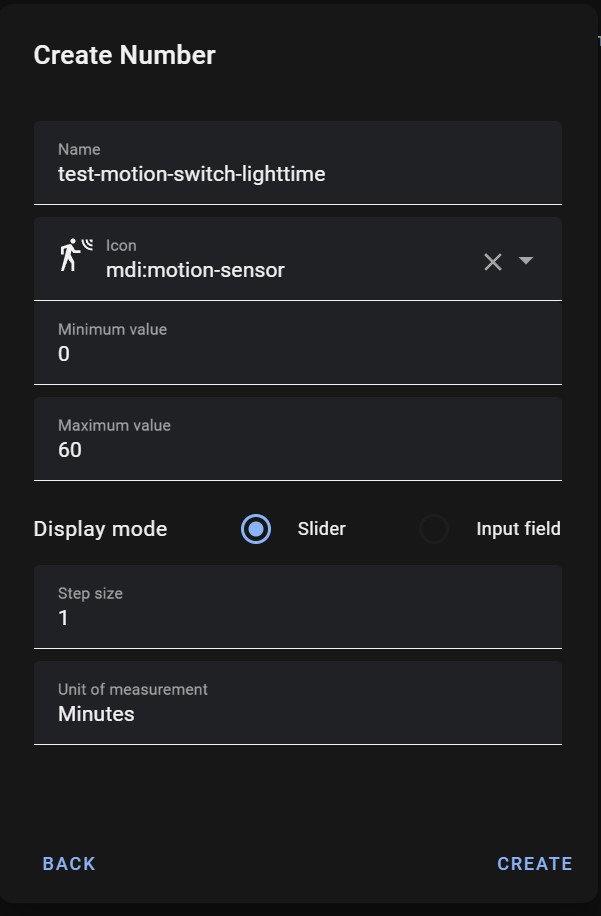 Create Number
Name
test-motion-switch-lighttime
Icon
mdi:motion-sensor
Minimum value
0
Maximum value
60
Display mode
Slider
Input field
Step size
1
Unit of measurement
Minutes
BACK
CREATE